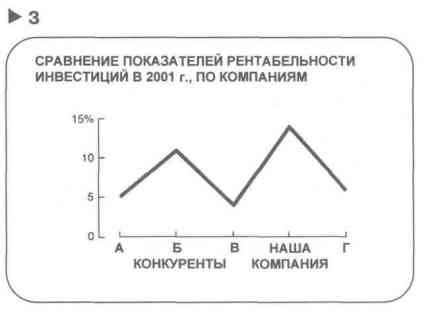 ▶ 3
СРАВНЕНИЕ ПОКАЗАТЕЛЕЙ РЕНТАБЕЛЬНОСТИ
ИНВЕСТИЦИЙ В 2001 г., ПО КОМПАНИЯМ
15%
10
5
0
А Б В НАША Г
КОНКУРЕНТЫ КОМПАНИЯ